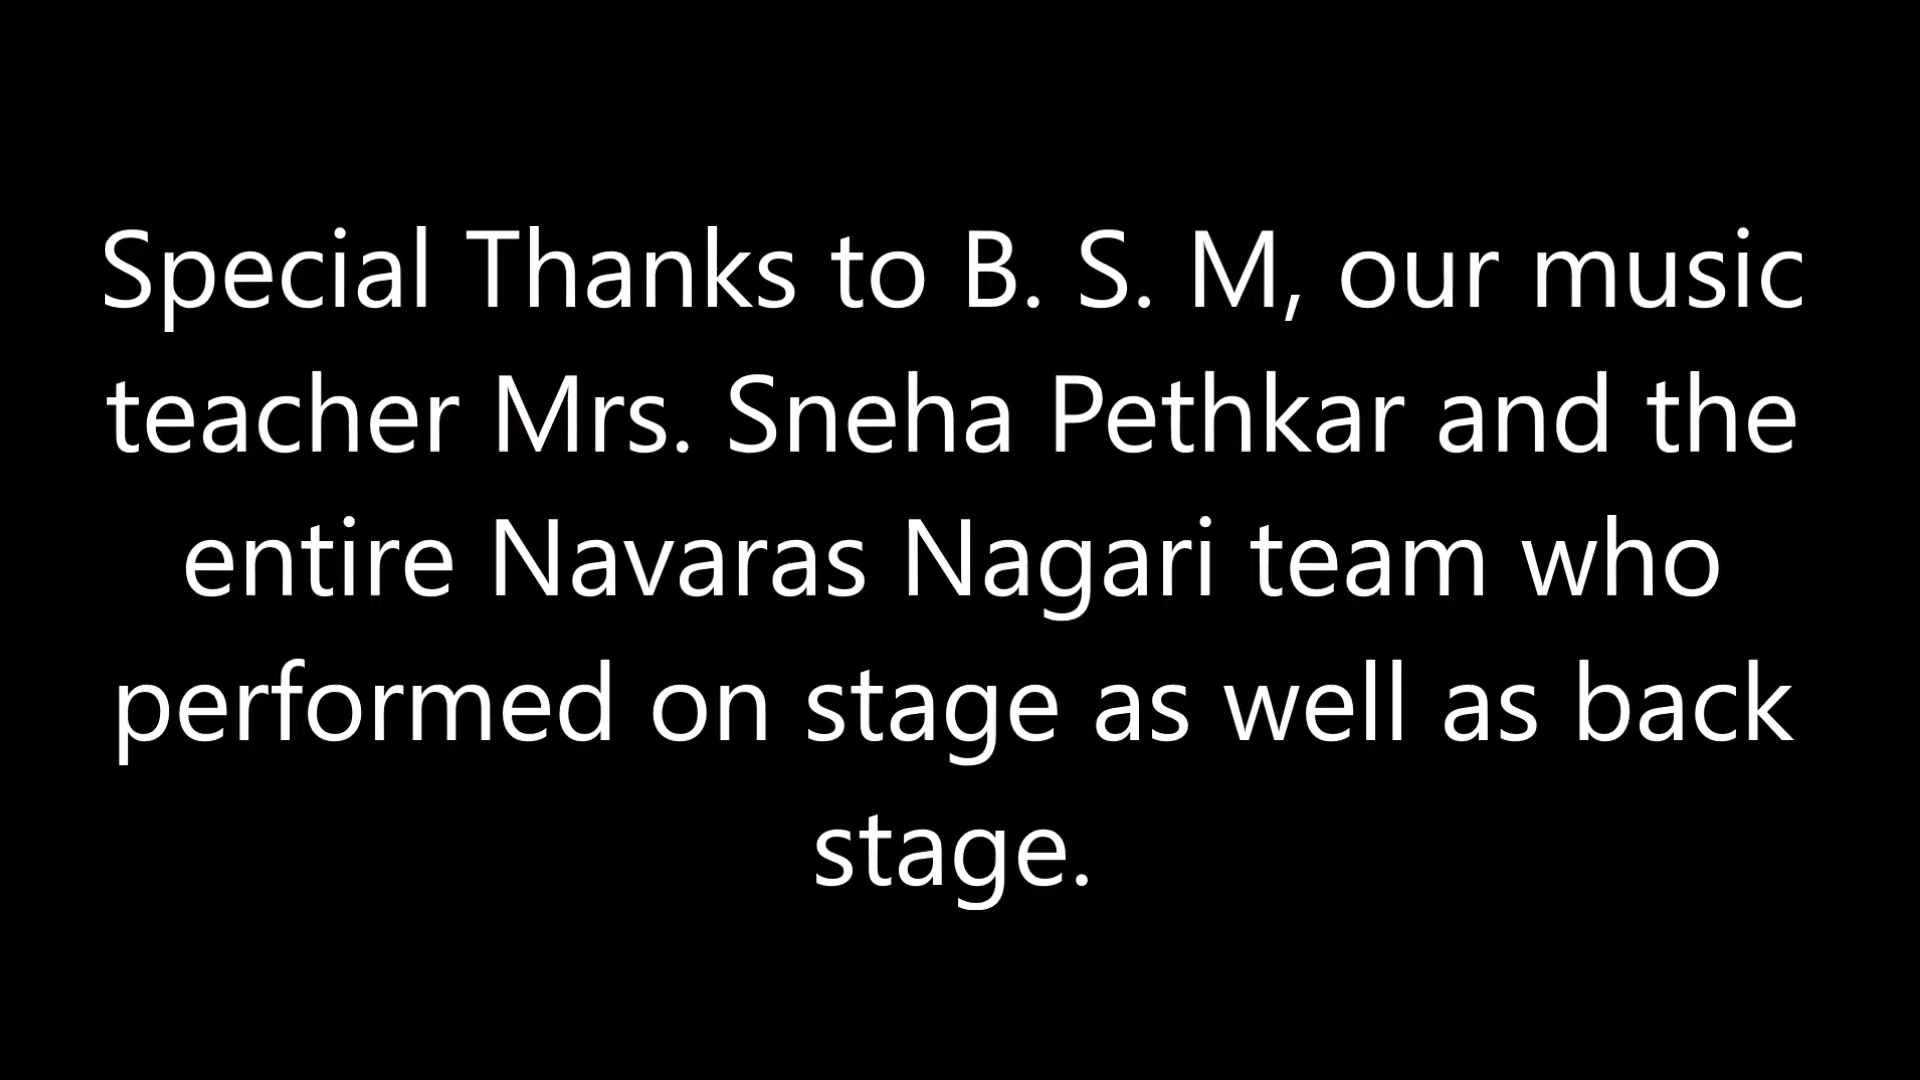 Special Thanks to B. S. M, our music
teacher Mrs. Sneha Pethkar and the
entire Navaras Nagari team who
performed on stage as well as back
stage.